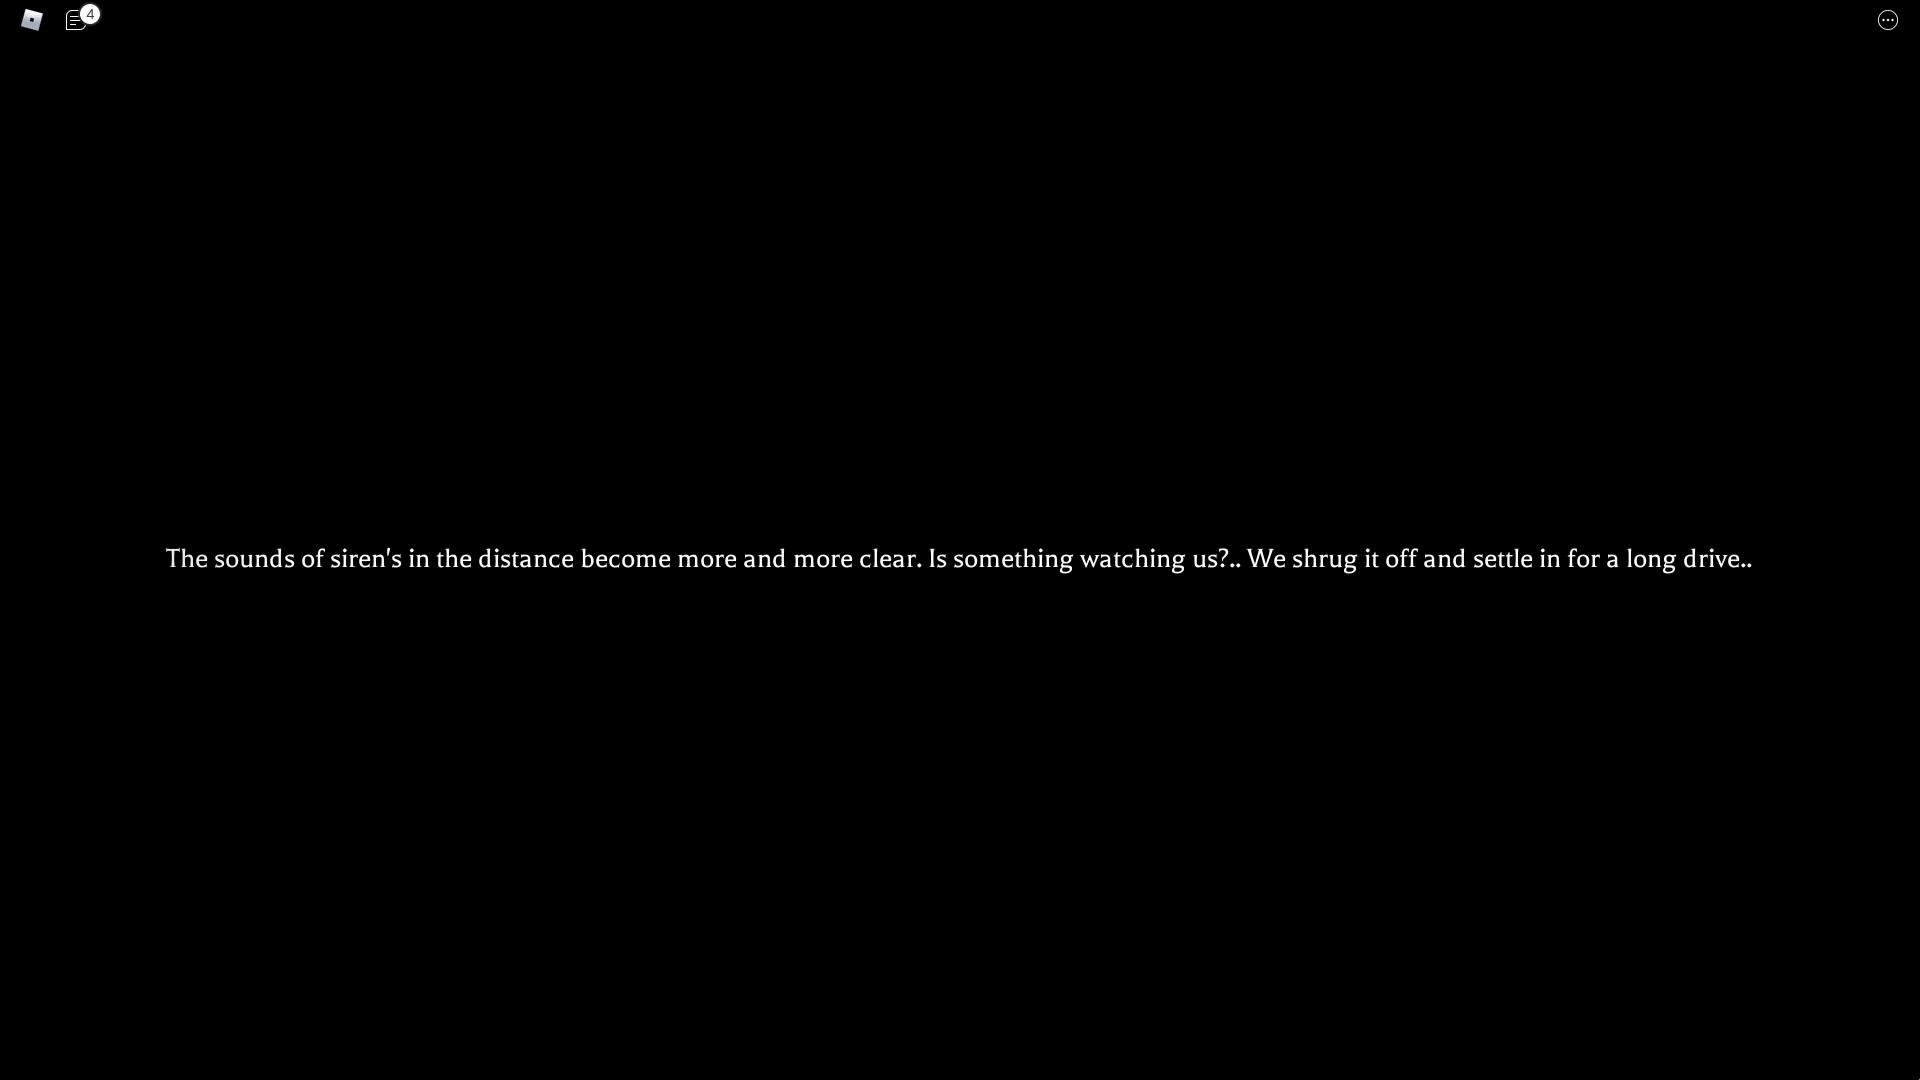 4
The sounds of siren's in the distance become more and more clear. Is something watching us?.. We shrug it off and settle in for a long drive..